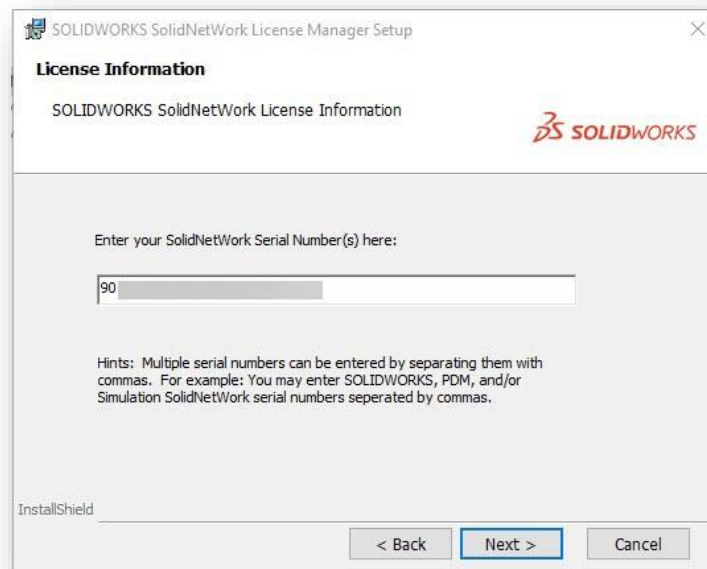 SOLIDWORKS SolidNetWork License Manager Setup
License Information
SOLIDWORKS SolidNetWork License Information
SOLIDWORKS
Enter your SolidNetWork Serial Number(s) here:
90
Hints: Multiple serial numbers can be entered by separating them with
commas. For example: You may enter SOLIDWORKS, PDM, and/or
Simulation SolidNetWork serial numbers seperated by commas.
InstallShield
< Back
Next >
Cancel